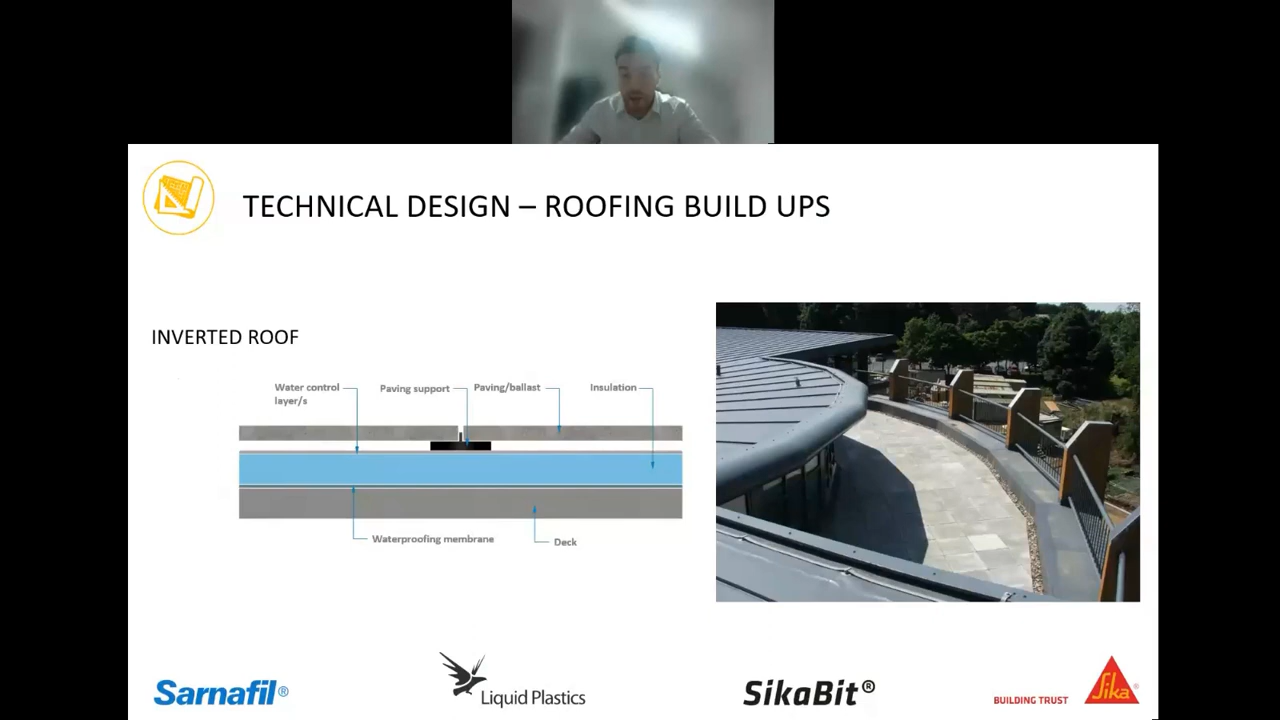 TECHNICAL DESIGN – ROOFING BUILD UPS
INVERTED ROOF
Water control
layer/s
Paving support
Paving/ballast
Insulation
Waterproofing membrane
Deck
Sarnafil®
Liquid Plastics
SikaBit®
BUILDING TRUST
Sika®